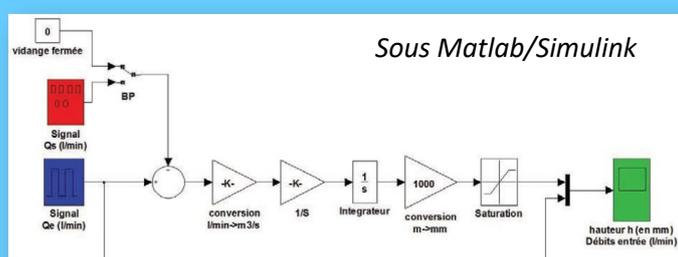 Sous Matlab/Simulink
0
vidange fermée
BP
Signal
Qs (l/min)
Signal
Qe (l/min)
-K-
conversion
l/min->m3/s
-K-
1/S
1
s
Integrateur
1000
conversion
m->mm
Saturation
hauteur h (en mm)
Débits entrée (l/min)